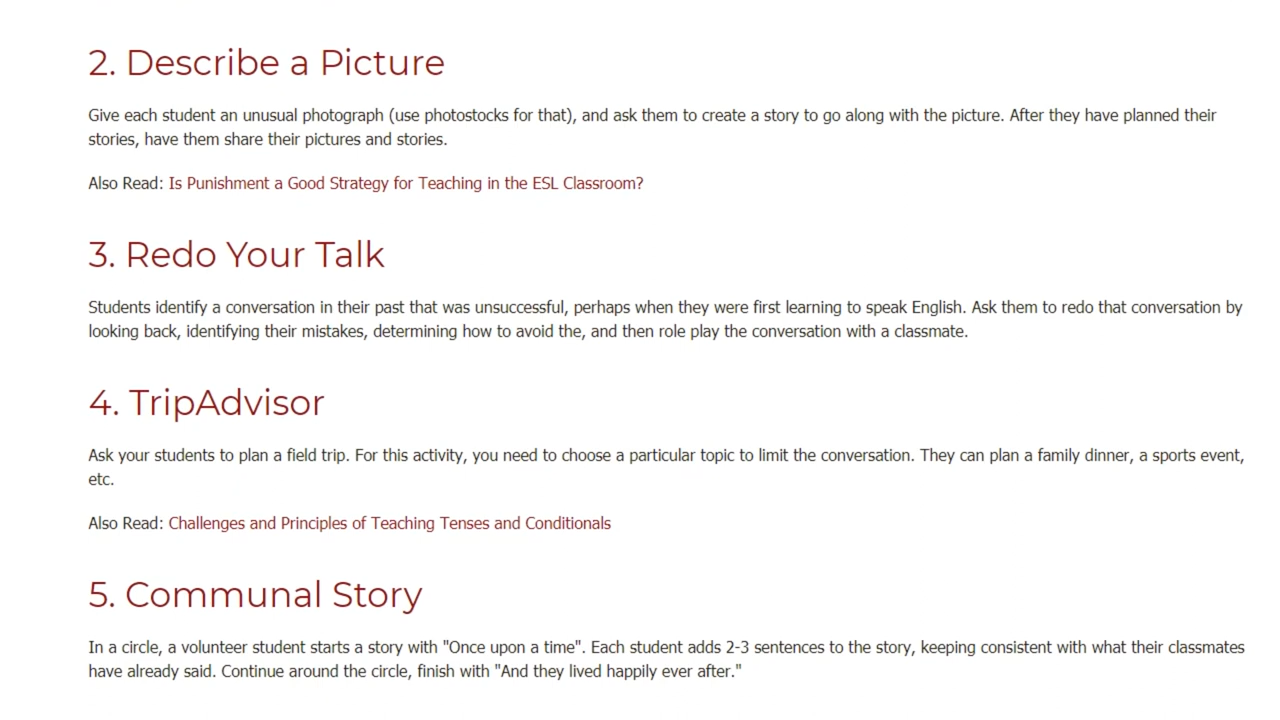 2. Describe a Picture
Give each student an unusual photograph (use photostocks for that), and ask them to create a story to go along with the picture. After they have planned their
stories, have them share their pictures and stories.
Also Read: Is Punishment a Good Strategy for Teaching in the ESL Classroom?
3. Redo Your Talk
Students identify a conversation in their past that was unsuccessful, perhaps when they were first learning to speak English. Ask them to redo that conversation by
looking back, identifying their mistakes, determining how to avoid the, and then role play the conversation with a classmate.
4. TripAdvisor
Ask your students to plan a field trip. For this activity, you need to choose a particular topic to limit the conversation. They can plan a family dinner, a sports event,
etc.
Also Read: Challenges and Principles of Teaching Tenses and Conditionals
5. Communal Story
In a circle, a volunteer student starts a story with "Once upon a time". Each student adds 2-3 sentences to the story, keeping consistent with what their classmates
have already said. Continue around the circle, finish with "And they lived happily ever after."